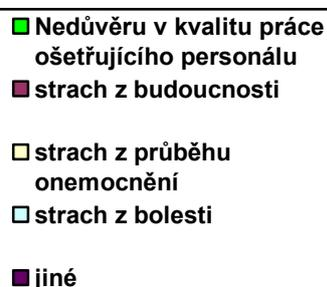 Nedůvěru v kvalitu práce
ošetřujícího personálu
strach z budoucnosti
strach z průběhu
onemocnění
strach z bolesti
jiné